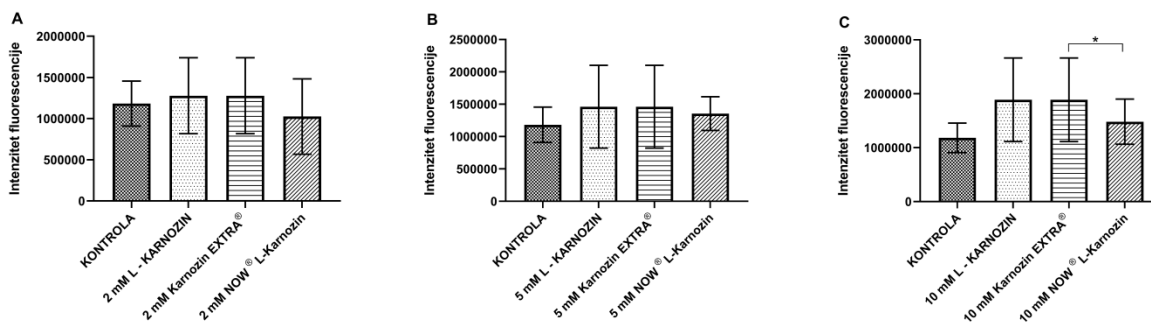 A
Intenzitet fluorescencije
2000000
1500000
1000000
500000
0
KONTROLA
2 mM L - KARNOZIN
2 mM Karnozin EXTRA®
2 mM NOW® L-Karnozin
B
Intenzitet fluorescencije
2500000
2000000
1500000
1000000
500000
0
KONTROLA
5 mM L - KARNOZIN
5 mM Karnozin EXTRA®
5 mM NOW® L-Karnozin
C
Intenzitet fluorescencije
3000000
2000000
1000000
0
*
KONTROLA
10 mM L - KARNOZIN
10 mM Karnozin EXTRA®
10 mM NOW® L-Karnozin